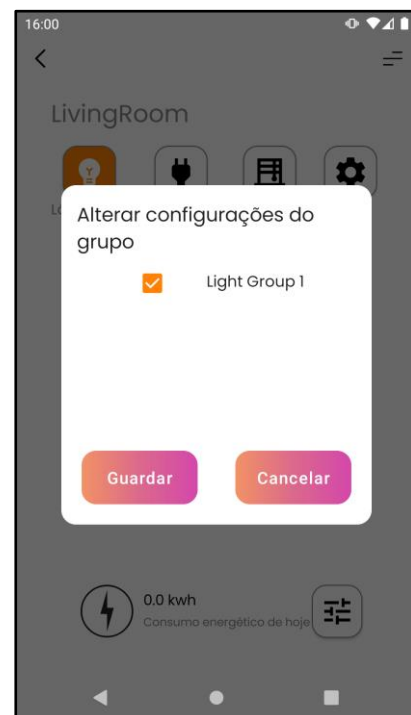 16:00
LivingRoom
Alterar configurações do
grupo
Light Group 1
Guardar
Cancelar
0.0 kwh
Consumo energético de hoje